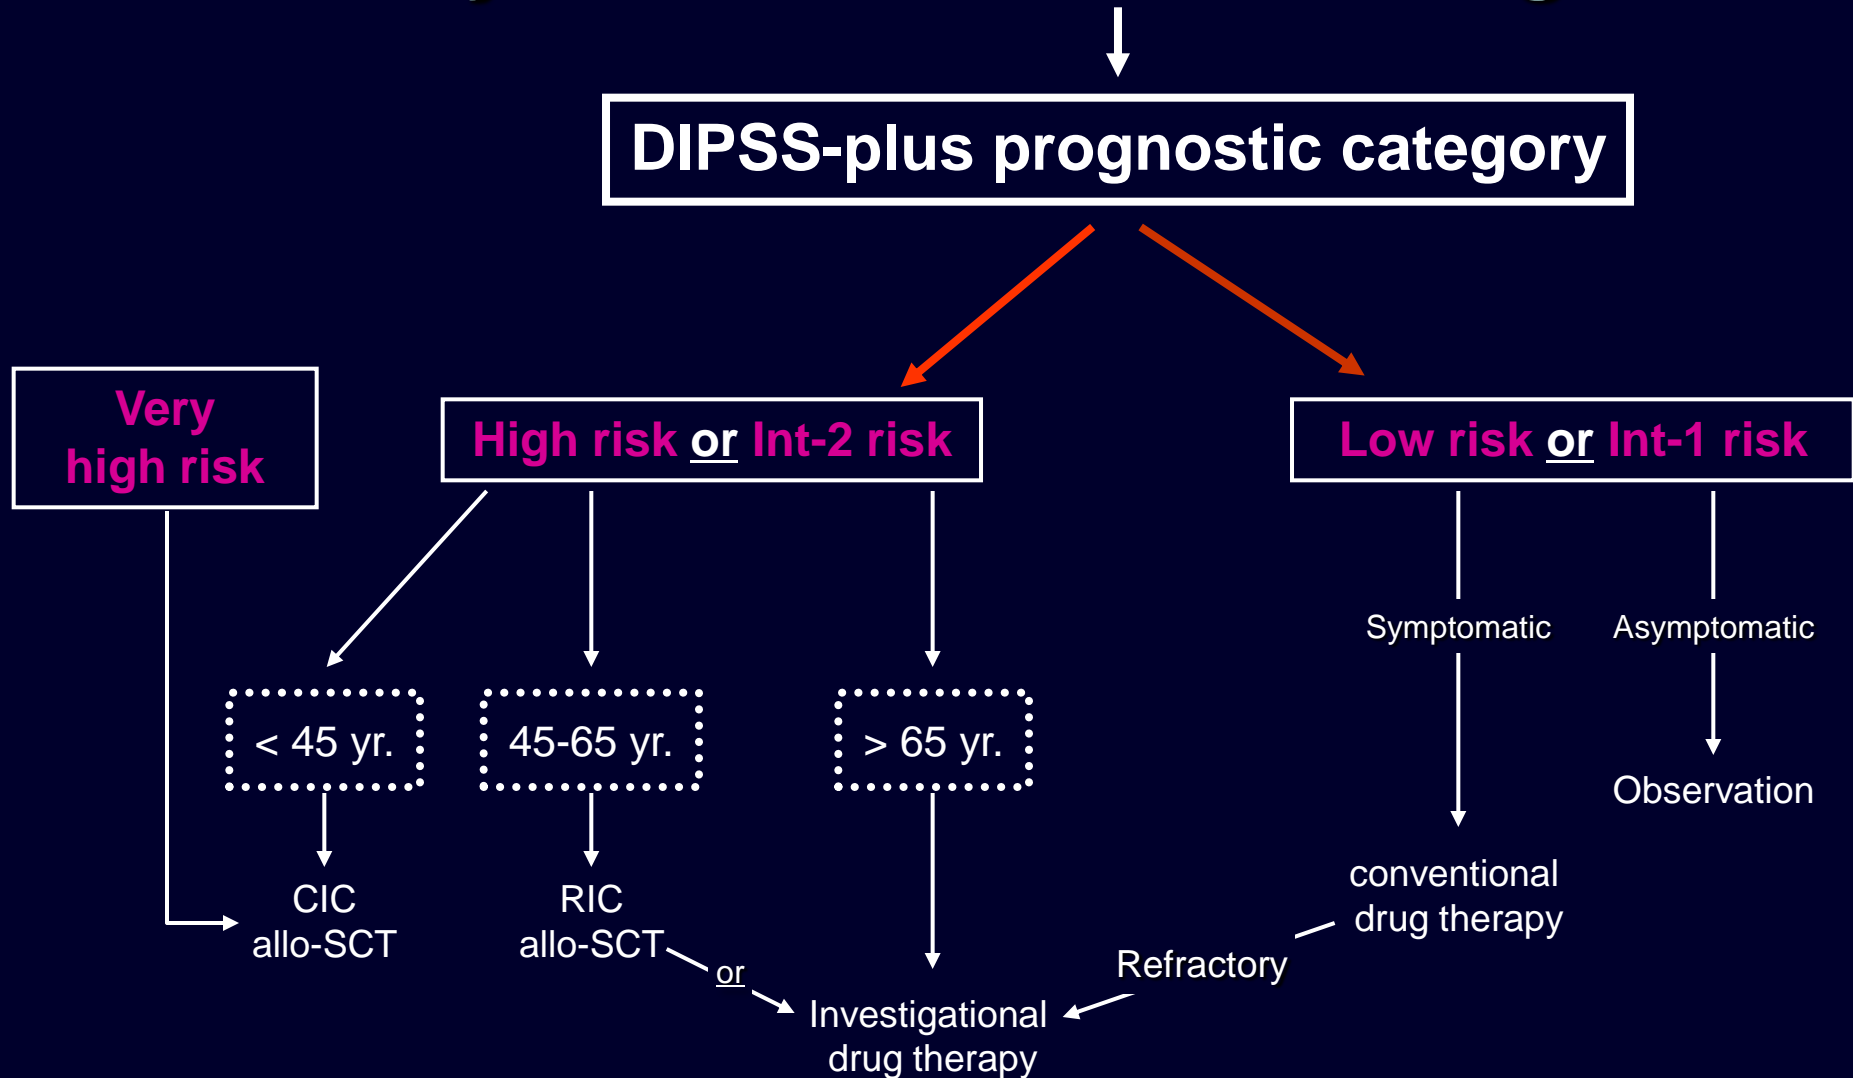 DIPSS-plus prognostic category
Very
high risk
High risk or Int-2 risk
Low risk or Int-1 risk
Symptomatic
Asymptomatic
< 45 yr.
45-65 yr.
> 65 yr.
Observation
CIC
allo-SCT
RIC
allo-SCT
or
conventional
drug therapy
Refractory
Investigational
drug therapy